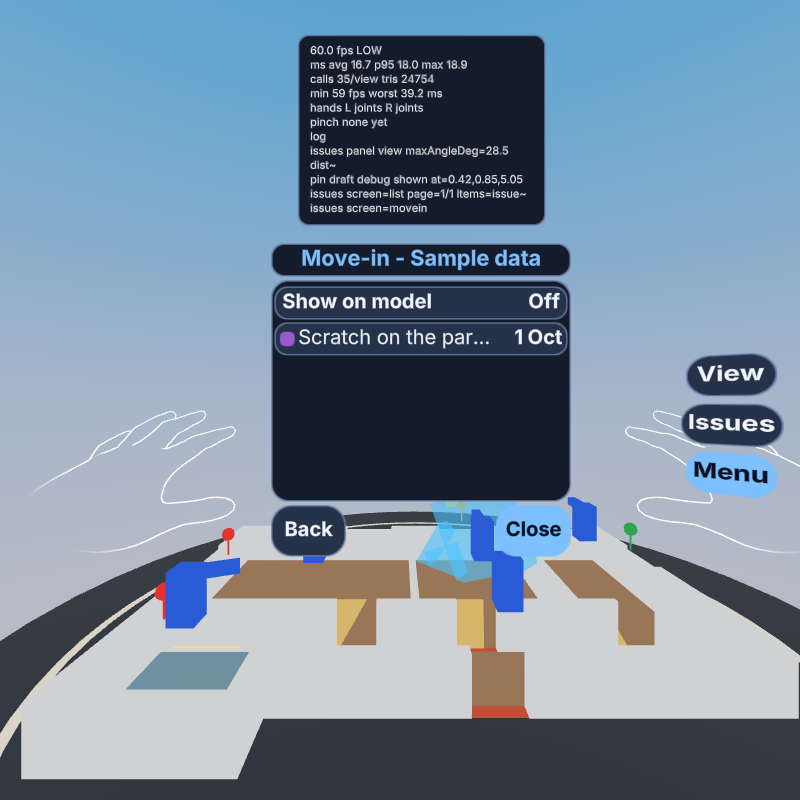 60.0 fps LOW
ms avg 16.7 p95 18.0 max 18.9
calls 35/view tris 24754
min 59 fps worst 39.2 ms
hands L joints R joints
pinch none yet
log
issues panel view maxAngleDeg=28.5
dist~
pin draft debug shown at=0.42,0.85,5.05
issues screen=list page=1/1 items=issue~
issues screen=movein
Move-in - Sample data
Show on model Off
Scratch on the par... 1 Oct
View
Issues
Menu
Back Close